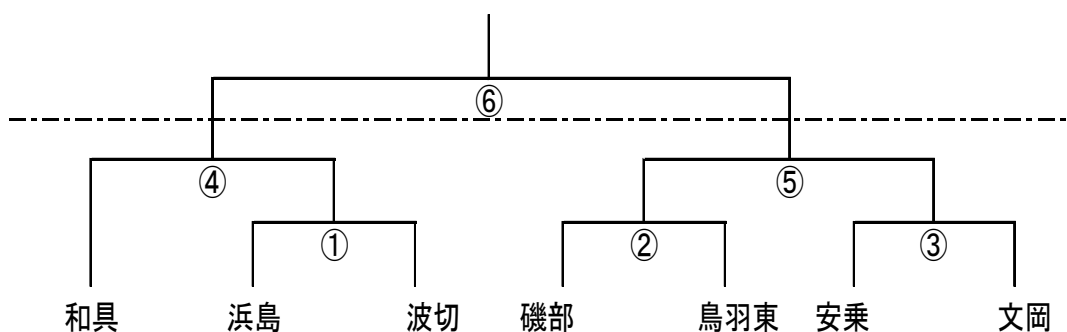 ⑥
④ ⑤
① ② ③
和具 浜島 波切 磯部 鳥羽東 安乗 文岡